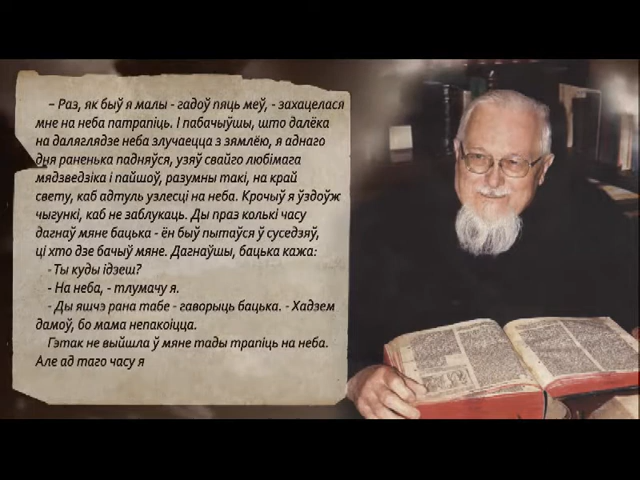 – Раз, як быў я малы - гадоў пяць меў, - захацелася
мне на неба патрапіць. І пабачыўшы, што далёка
на даляглядзе неба злучаецца з зямлёю, я аднаго
дня раненька падняўся, узяў свайго любімага
мядзведзіка і пайшоў, разумны такі, на край
свету, каб адтуль узлесці на неба. Крочыў я ўздоўж
чыгункі, каб не заблукаць. Ды праз колькі часу
дагнаў мяне бацька - ён быў пытаўся ў суседзяў,
ці хто дзе бачыў мяне. Дагнаўшы, бацька кажа:
- Ты куды ідзеш?
- На неба, - тлумачу я.
- Ды яшчэ рана табе - гаворыць бацька. - Хадзем
дамоў, бо мама непакоіцца.
Гэтак не выйшла ў мяне тады трапіць на неба.
Але ад таго часу я